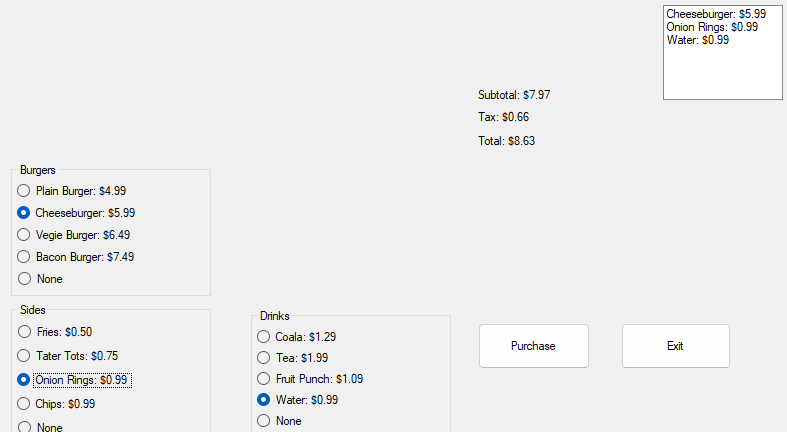 Cheeseburger: $5.99
Onion Rings: $0.99
Water: $0.99
Subtotal: $7.97
Tax: $0.66
Total: $8.63
Burgers
Plain Burger: $4.99
Cheeseburger: $5.99
Vegie Burger: $6.49
Bacon Burger: $7.49
None
Sides
Fries: $0.50
Tater Tots: $0.75
Onion Rings: $0.99
Chips: $0.99
None
Drinks
Coala: $1.29
Tea: $1.99
Fruit Punch: $1.09
Water: $0.99
None
Purchase
Exit